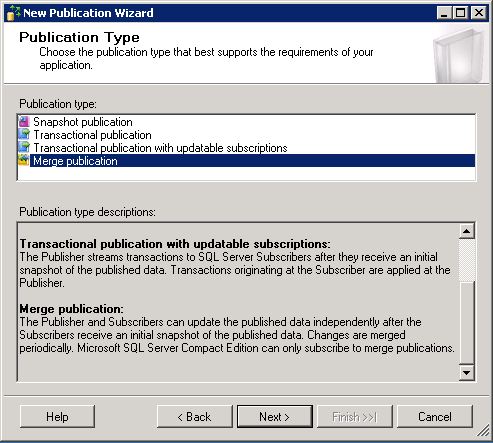 New Publication Wizard
Publication Type
Choose the publication type that best supports the requirements of your
application.
Publication type:
Snapshot publication
Transactional publication
Transactional publication with updatable subscriptions
Merge publication
Publication type descriptions:
Transactional publication with updatable subscriptions:
The Publisher streams transactions to SQL Server Subscribers after they receive an initial
snapshot of the published data. Transactions originating at the Subscriber are applied at the
Publisher.
Merge publication:
The Publisher and Subscribers can update the published data independently after the
Subscribers receive an initial snapshot of the published data. Changes are merged
periodically. Microsoft SQL Server Compact Edition can only subscribe to merge publications.
Help
< Back
Next >
Finish >>|
Cancel